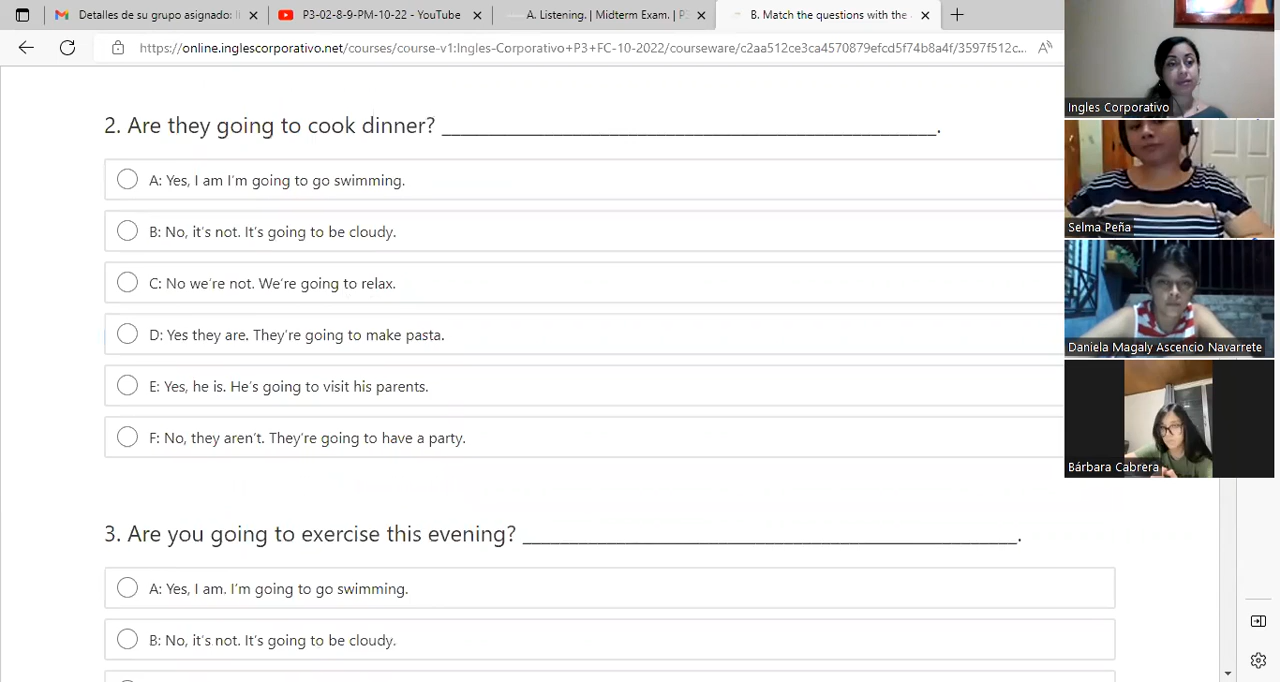 Detalles de su grupo asignado: I
P3-02-8-9-PM-10-22 - YouTube
A. Listening. | Midterm Exam. | P3
B. Match the questions with the
https://online.inglescorporativo.net/courses/course-v1:Ingles-Corporativo+P3+FC-10-2022/courseware/c2aa512ce3ca4570879efcd5f74b8a4f/3597f512c...
2. Are they going to cook dinner? ______________________________________________.
A: Yes, I am I'm going to go swimming.
B: No, it's not. It's going to be cloudy.
C: No we're not. We're going to relax.
D: Yes they are. They're going to make pasta.
E: Yes, he is. He's going to visit his parents.
F: No, they aren't. They're going to have a party.
3. Are you going to exercise this evening? ______________________________________________.
A: Yes, I am. I'm going to go swimming.
B: No, it's not. It's going to be cloudy.
Ingles Corporativo
Selma Peña
Daniela Magaly Ascencio Navarrete
Bárbara Cabrera